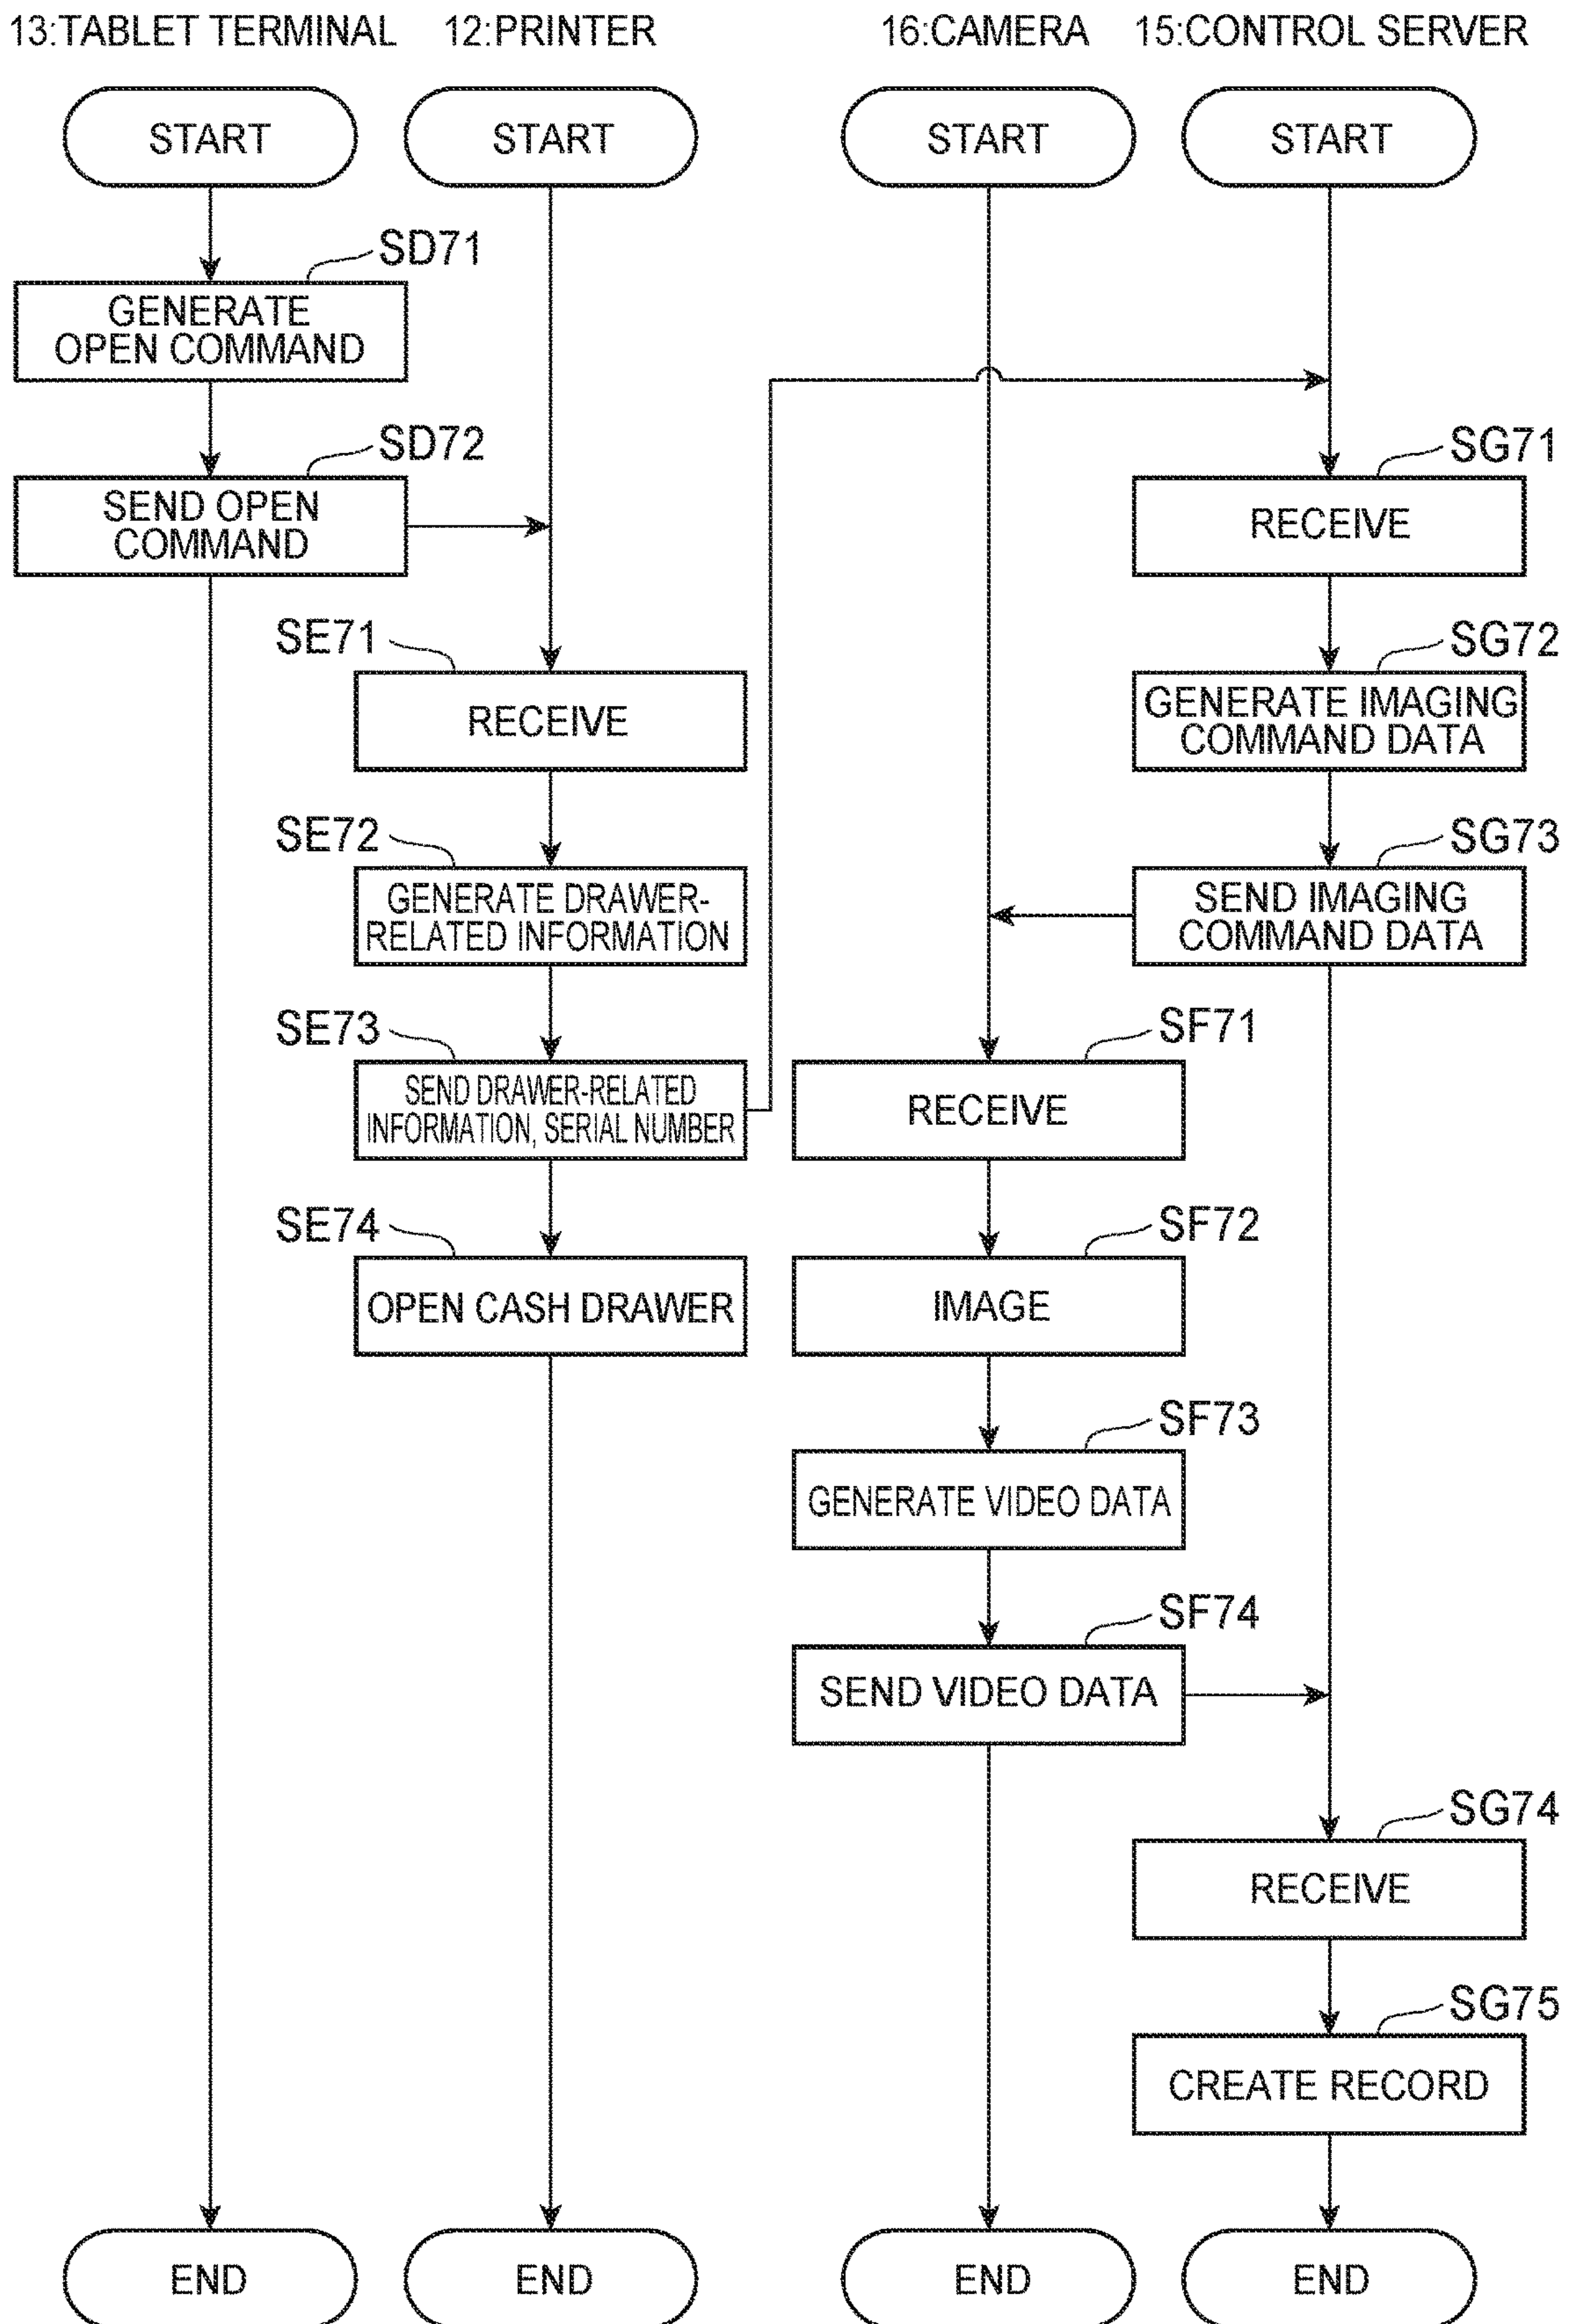 13:TABLET TERMINAL
12:PRINTER
16:CAMERA
15:CONTROL SERVER
START
START
START
START
SD71
GENERATE
OPEN COMMAND
SD72
SEND OPEN
COMMAND
SG71
RECEIVE
SE71
RECEIVE
SG72
GENERATE IMAGING
COMMAND DATA
SE72
GENERATE DRAWER-
RELATED INFORMATION
SG73
SEND IMAGING
COMMAND DATA
SE73
SEND DRAWER-RELATED
INFORMATION, SERIAL NUMBER
SF71
RECEIVE
SE74
OPEN CASH DRAWER
SF72
IMAGE
SF73
GENERATE VIDEO DATA
SF74
SEND VIDEO DATA
SG74
RECEIVE
SG75
CREATE RECORD
END
END
END
END